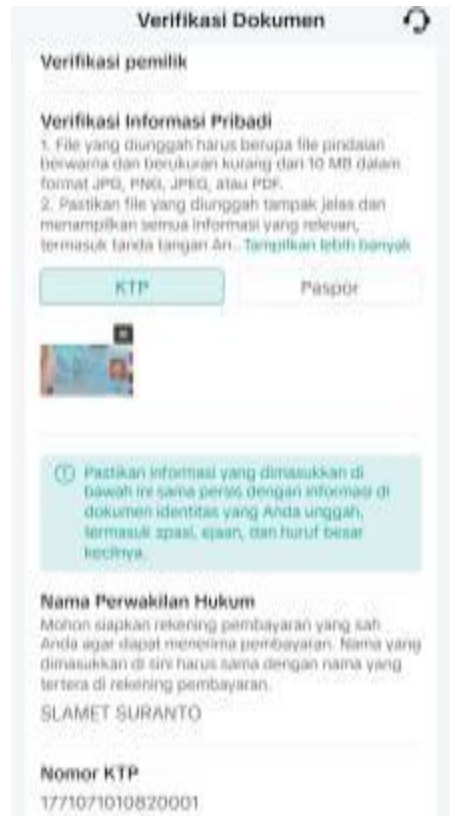 Verifikasi Dokumen
Verifikasi pemilik
Verifikasi Informasi Pribadi
1. File yang diunggah harus berupa file pindaian
berwarna dan berukuran kurang dari 10 MB dalam
format JPG, PNG, JPEG, atau PDF.
2. Pastikan file yang diunggah tampak jelas dan
menampilkan semua informasi yang relevan,
termasuk tanda tangan An.. Tampilkan lebih banyak
KTP
Paspor
Pastikan informasi yang dimasukkan di
bawah ini sama persis dengan informasi di
dokumen identitas yang Anda unggah,
termasuk spasi, ejaan, dan huruf besar
kecilnya.
Nama Perwakilan Hukum
Mohon siapkan rekening pembayaran yang sah
Anda agar dapat menerima pembayaran. Nama yang
dimasukkan di sini harus sama dengan nama yang
tertera di rekening pembayaran.
SLAMET SURANTO
Nomor KTP
1771071010820001